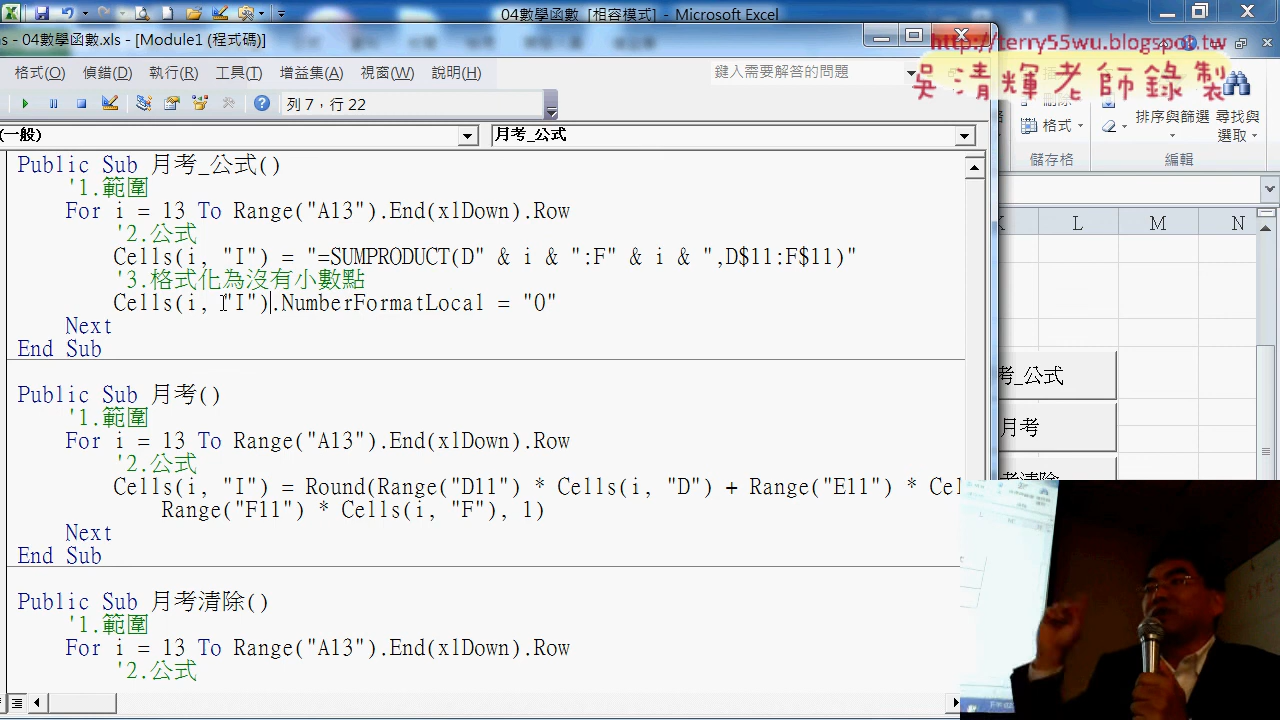 04數學函數 [相容模式] - Microsoft Excel
s - 04數學函數.xls - [Module1 (程式碼)]
http://terry55wu.blogspot.tw
吳清輝老師錄製
格式(O) 偵錯(D) 執行(R) 工具(T) 增益集(A) 視窗(W) 說明(H)
鍵入需要解答的問題
列 7，行 22
格式
排序與篩選 尋找與
選取
儲存格 編輯
(一般) 月考_公式
K L M N
Public Sub 月考_公式()
'1.範圍
For i = 13 To Range("A13").End(xlDown).Row
'2.公式
Cells(i, "I") = "=SUMPRODUCT(D" & i & ":F" & i & ",D$11:F$11)"
'3.格式化為沒有小數點
Cells(i, "I").NumberFormatLocal = "0"
Next
End Sub
Public Sub 月考()
'1.範圍
For i = 13 To Range("A13").End(xlDown).Row
'2.公式
Cells(i, "I") = Round(Range("D11") * Cells(i, "D") + Range("E11") * Cel
Range("F11") * Cells(i, "F"), 1)
Next
End Sub
Public Sub 月考清除()
'1.範圍
For i = 13 To Range("A13").End(xlDown).Row
'2.公式
考_公式
月考
考清除